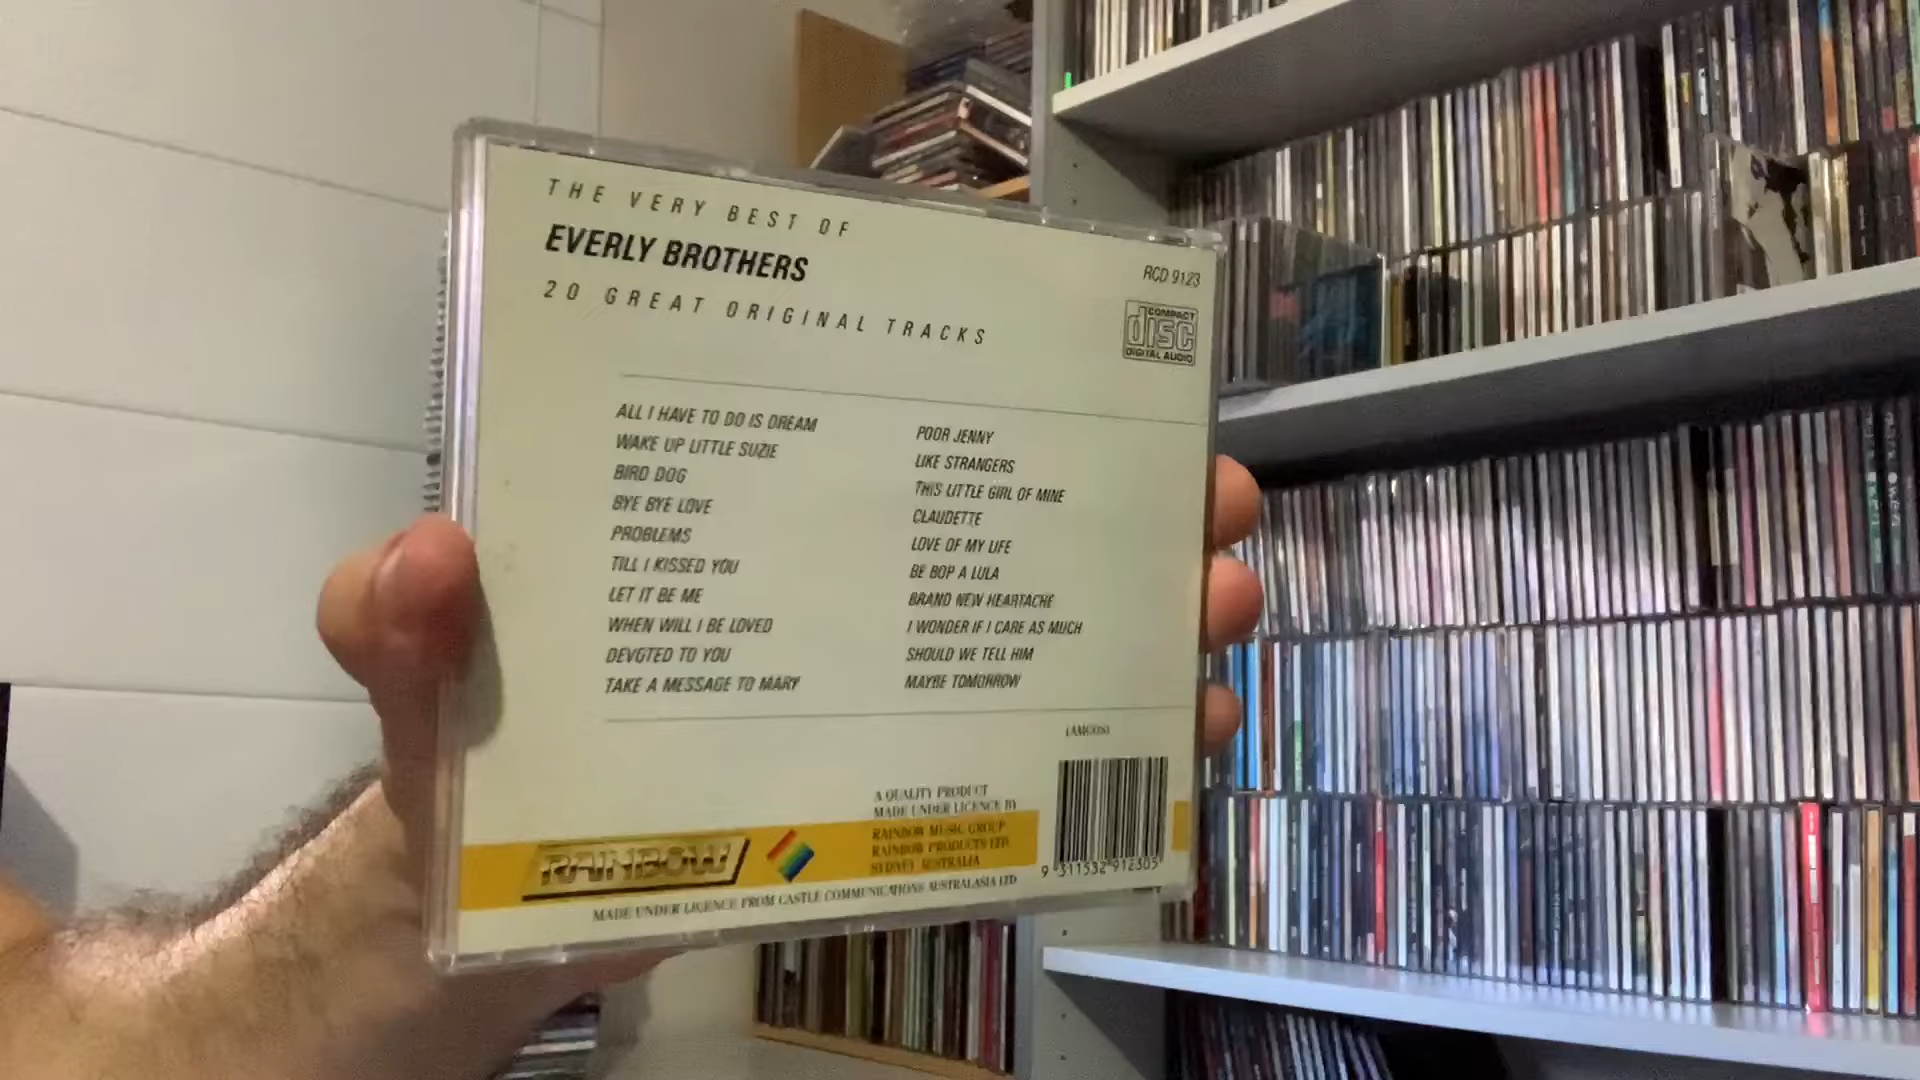 THE VERY BEST OF
EVERLY BROTHERS
20 GREAT ORIGINAL TRACKS
RCD 9123
COMPACT
disc
DIGITAL AUDIO
ALL I HAVE TO DO IS DREAM
WAKE UP LITTLE SUZIE
BIRD DOG
BYE BYE LOVE
PROBLEMS
TILL I KISSED YOU
LET IT BE ME
WHEN WILL I BE LOVED
DEVOTED TO YOU
TAKE A MESSAGE TO MARY
POOR JENNY
LIKE STRANGERS
THIS LITTLE GIRL OF MINE
CLAUDETTE
LOVE OF MY LIFE
BE BOP A LULA
BRAND NEW HEARTACHE
I WONDER IF I CARE AS MUCH
SHOULD WE TELL HIM
MAYBE TOMORROW
A QUALITY PRODUCT
MADE UNDER LICENCE BY
RAINBOW MUSIC GROUP
RAINBOW PRODUCTS LTD
SYDNEY AUSTRALIA
RAINBOW
MADE UNDER LICENCE FROM CASTLE COMMUNICATIONS AUSTRALASIA LTD
9 311532 912305